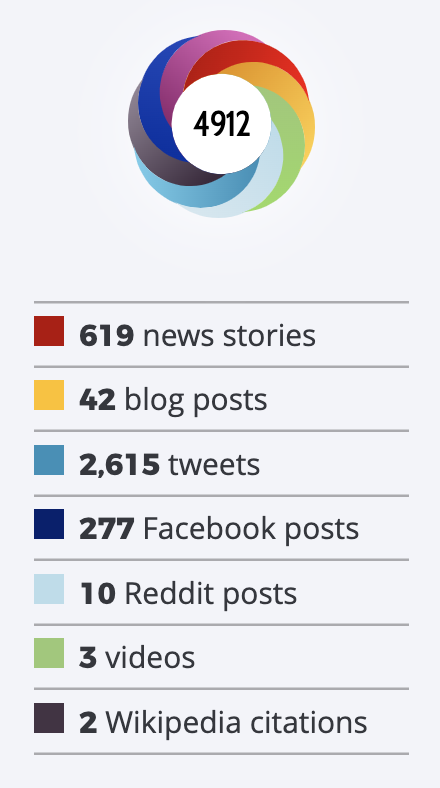 4912
619 news stories
42 blog posts
2,615 tweets
277 Facebook posts
10 Reddit posts
3 videos
2 Wikipedia citations